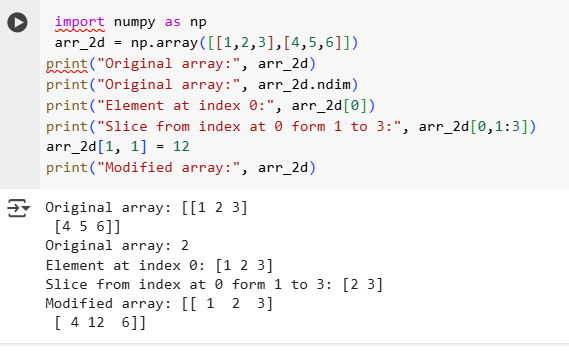 import numpy as np
arr_2d = np.array([[1,2,3],[4,5,6]])
print("Original array:", arr_2d)
print("Original array:", arr_2d.ndim)
print("Element at index 0:", arr_2d[0])
print("Slice from index at 0 form 1 to 3:", arr_2d[0,1:3])
arr_2d[1, 1] = 12
print("Modified array:", arr_2d)
Original array: [[1 2 3]
 [4 5 6]]
Original array: 2
Element at index 0: [1 2 3]
Slice from index at 0 form 1 to 3: [2 3]
Modified array: [[ 1  2  3]
 [ 4 12  6]]